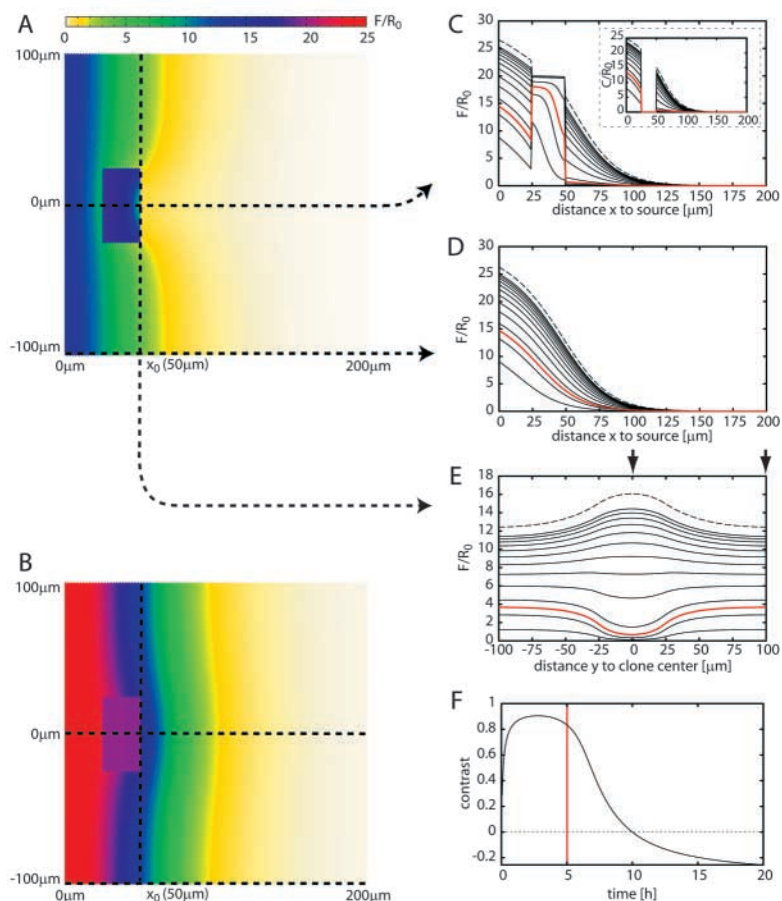 A
0 5 10 15 20 25 F/R₀
100μm
0μm
-100μm
0μm x₀ (50μm) 200μm
B
100μm
0μm
-100μm
0μm x₀ (50μm) 200μm
C
F/R₀
30
25
20
15
10
5
0
0 25 50 75 100 125 150 175 200
distance x to source [μm]
C/R₀
25
20
15
10
5
0
0 50 100 150 200
D
F/R₀
30
25
20
15
10
5
0
0 25 50 75 100 125 150 175 200
distance x to source [μm]
E
F/R₀
18
16
14
12
10
8
6
4
2
0
-100 -75 -50 -25 0 25 50 75 100
distance y to clone center [μm]
F
contrast
1
0.8
0.6
0.4
0.2
0
-0.2
0 5 10 15 20
time [h]